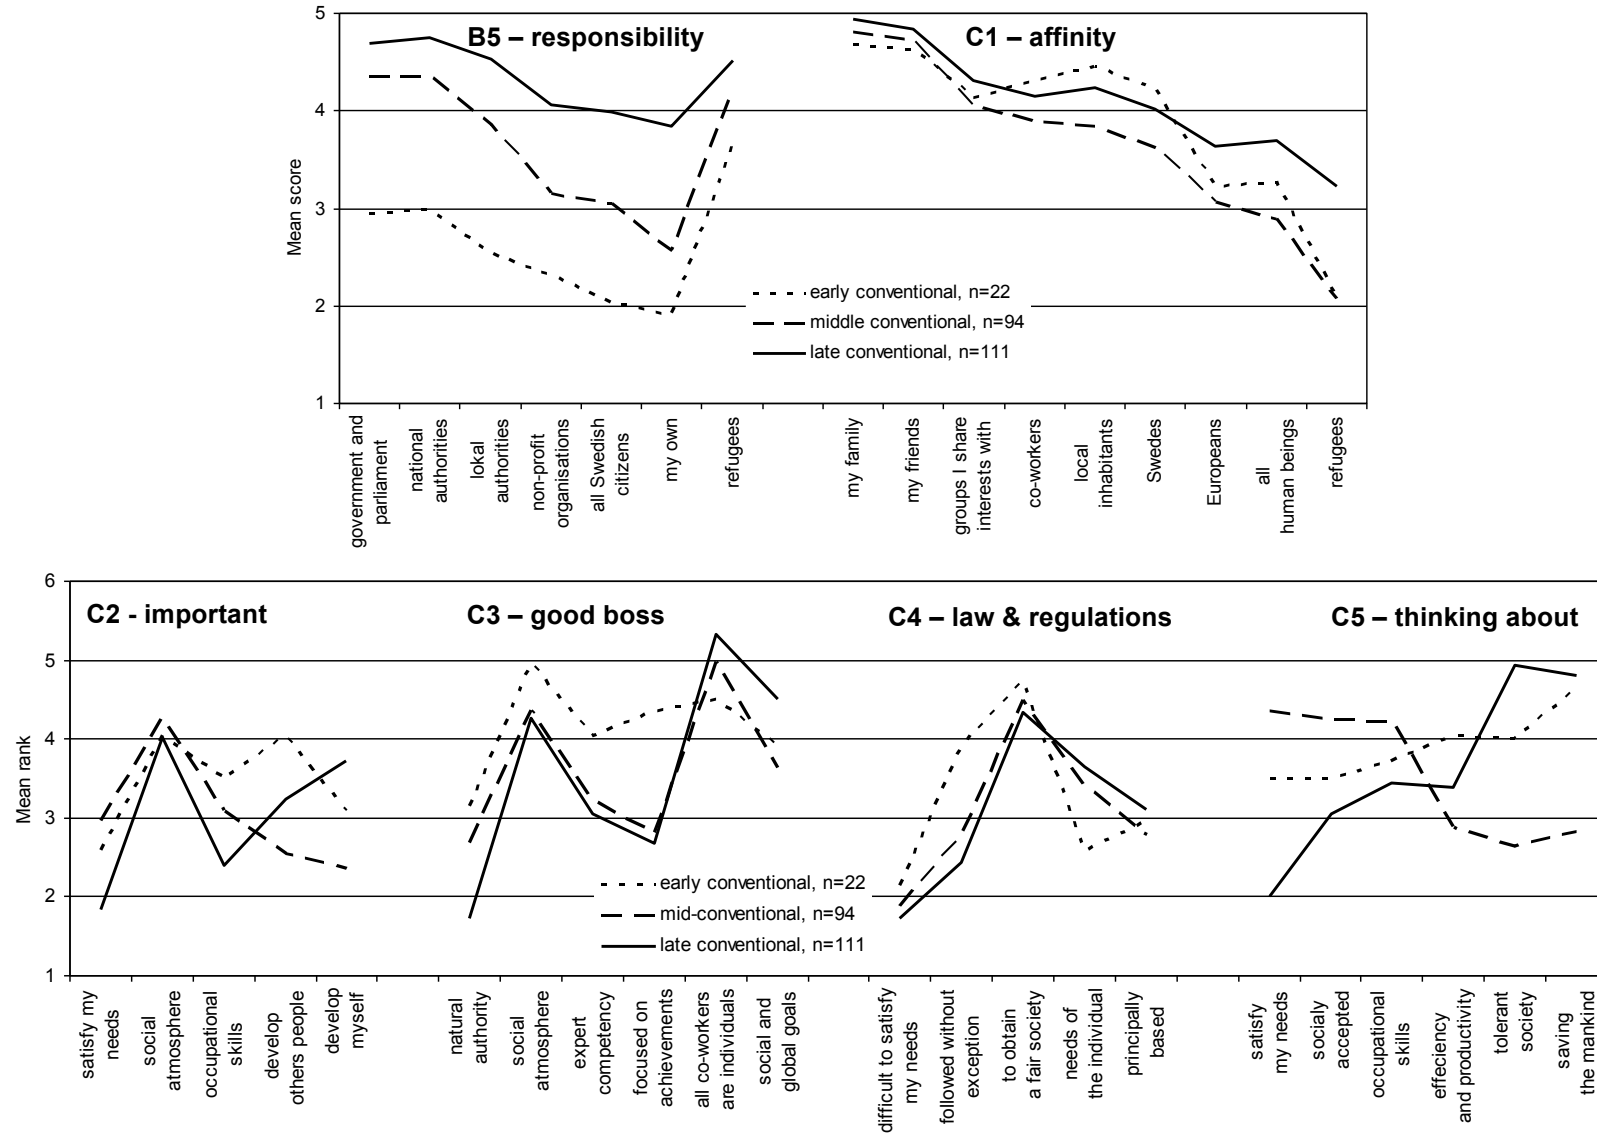 5
B5 – responsibility
C1 – affinity
4
Mean score
3
early conventional, n=22
2
middle conventional, n=94
late conventional, n=111
1
government and
parliament
national
authorities
lokal
authorities
non-profit
organisations
all Swedish
citizens
my own
refugees
my family
my friends
groups I share
interests with
co-workers
local
inhabitants
Swedes
Europeans
all
human beings
refugees
6
C2 - important
C3 – good boss
C4 – law & regulations
C5 – thinking about
5
4
Mean rank
3
early conventional, n=22
2
mid-conventional, n=94
late conventional, n=111
1
satisfy my
needs
social
atmosphere
occupational
skills
develop
others people
develop
myself
natural
authority
social
atmosphere
expert
competency
focused on
achievements
all co-workers
are individuals
social and
global goals
difficult to satisfy
my needs
followed without
exception
to obtain
a fair society
needs of
the individual
principally
based
satisfy
my needs
socialy
accepted
occupational
skills
effeciency
and productivity
tolerant
society
saving
the mankind